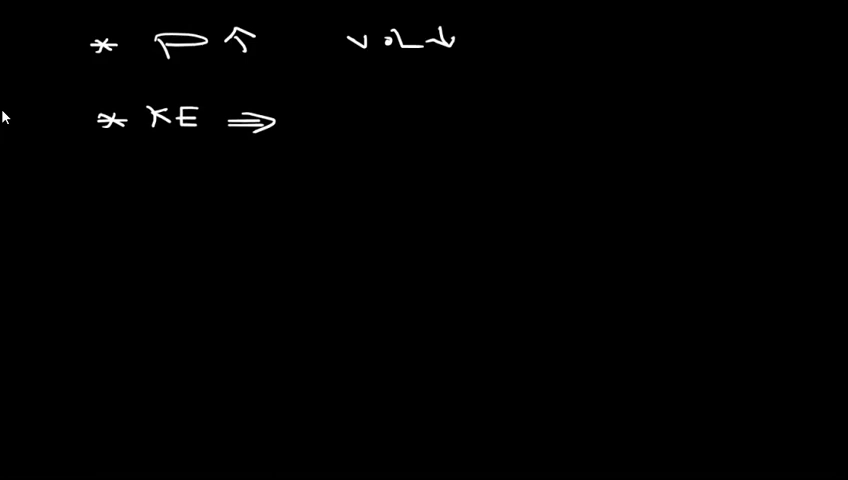 * P ↑ vol ↓
* KE ⇒